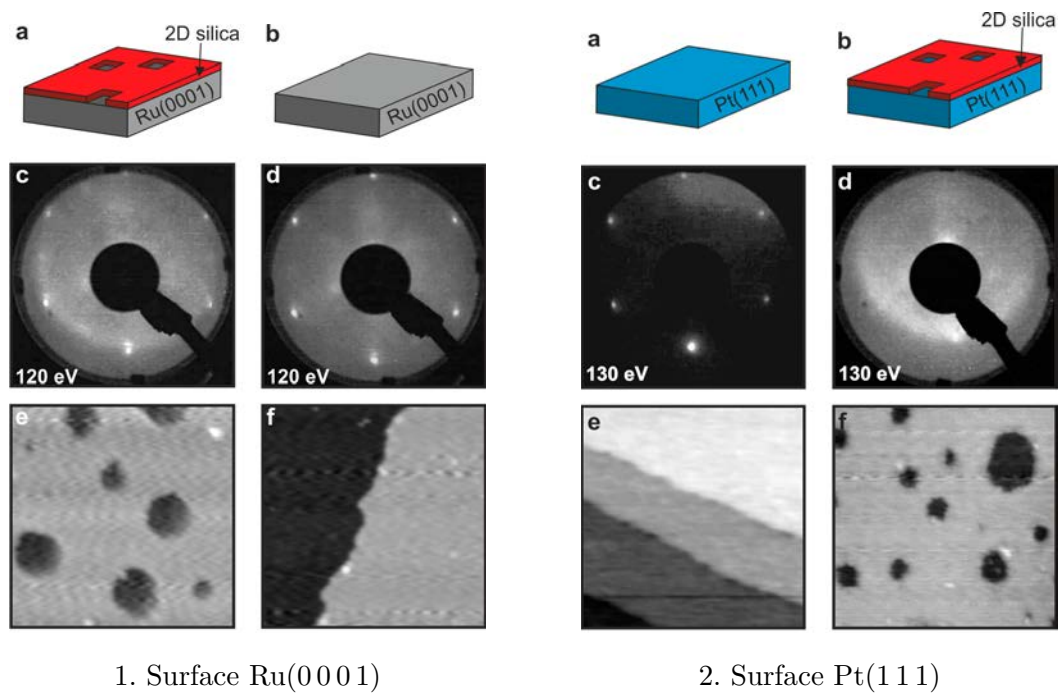 a 2D silica b
Ru(0001) Ru(0001)
c d
120 eV 120 eV
e f
1. Surface Ru(0 0 0 1)
a b 2D silica
Pt(111) Pt(111)
c d
130 eV 130 eV
e f
2. Surface Pt(1 1 1)